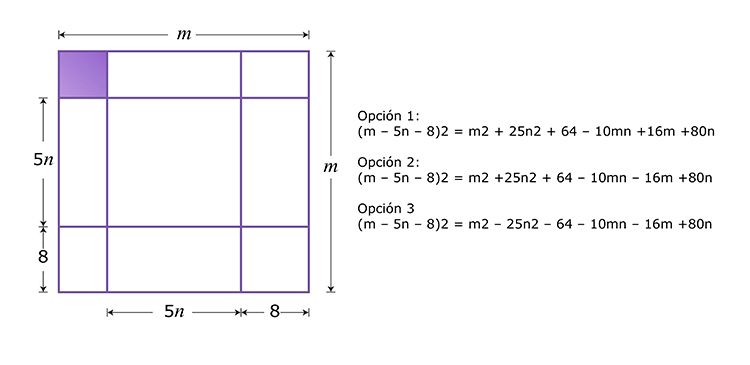 m
5n
m
8
5n
8
Opción 1:
(m – 5n – 8)2 = m2 + 25n2 + 64 – 10mn +16m +80n
Opción 2:
(m – 5n – 8)2 = m2 +25n2 + 64 – 10mn – 16m +80n
Opción 3
(m – 5n – 8)2 = m2 – 25n2 – 64 – 10mn – 16m +80n